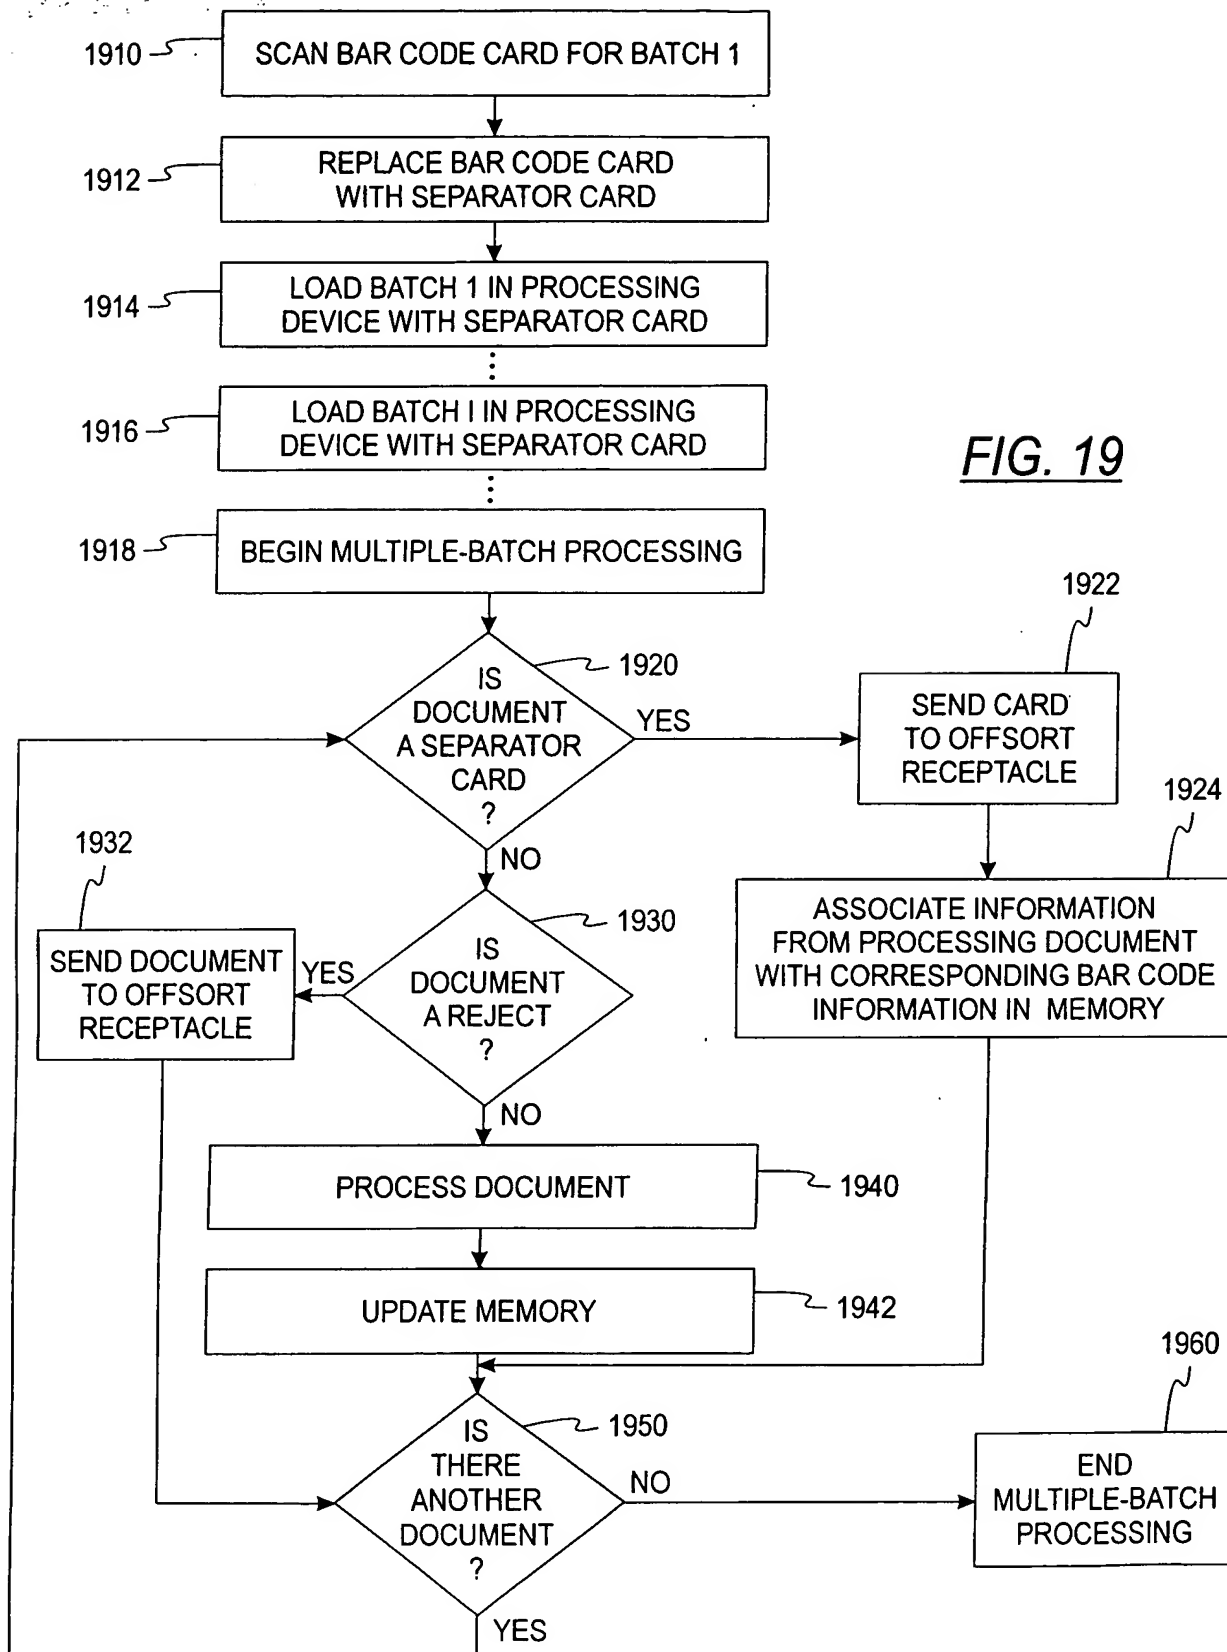 1910
SCAN BAR CODE CARD FOR BATCH 1
1912
REPLACE BAR CODE CARD
WITH SEPARATOR CARD
1914
LOAD BATCH 1 IN PROCESSING
DEVICE WITH SEPARATOR CARD
1916
LOAD BATCH I IN PROCESSING
DEVICE WITH SEPARATOR CARD
FIG. 19
1918
BEGIN MULTIPLE-BATCH PROCESSING
1920
IS
DOCUMENT
A SEPARATOR
CARD
?
YES
NO
1922
SEND CARD
TO OFFSORT
RECEPTACLE
1924
ASSOCIATE INFORMATION
FROM PROCESSING DOCUMENT
WITH CORRESPONDING BAR CODE
INFORMATION IN MEMORY
1930
IS
DOCUMENT
A REJECT
?
YES
NO
1932
SEND DOCUMENT
TO OFFSORT
RECEPTACLE
PROCESS DOCUMENT
1940
UPDATE MEMORY
1942
1950
IS
THERE
ANOTHER
DOCUMENT
?
NO
YES
1960
END
MULTIPLE-BATCH
PROCESSING